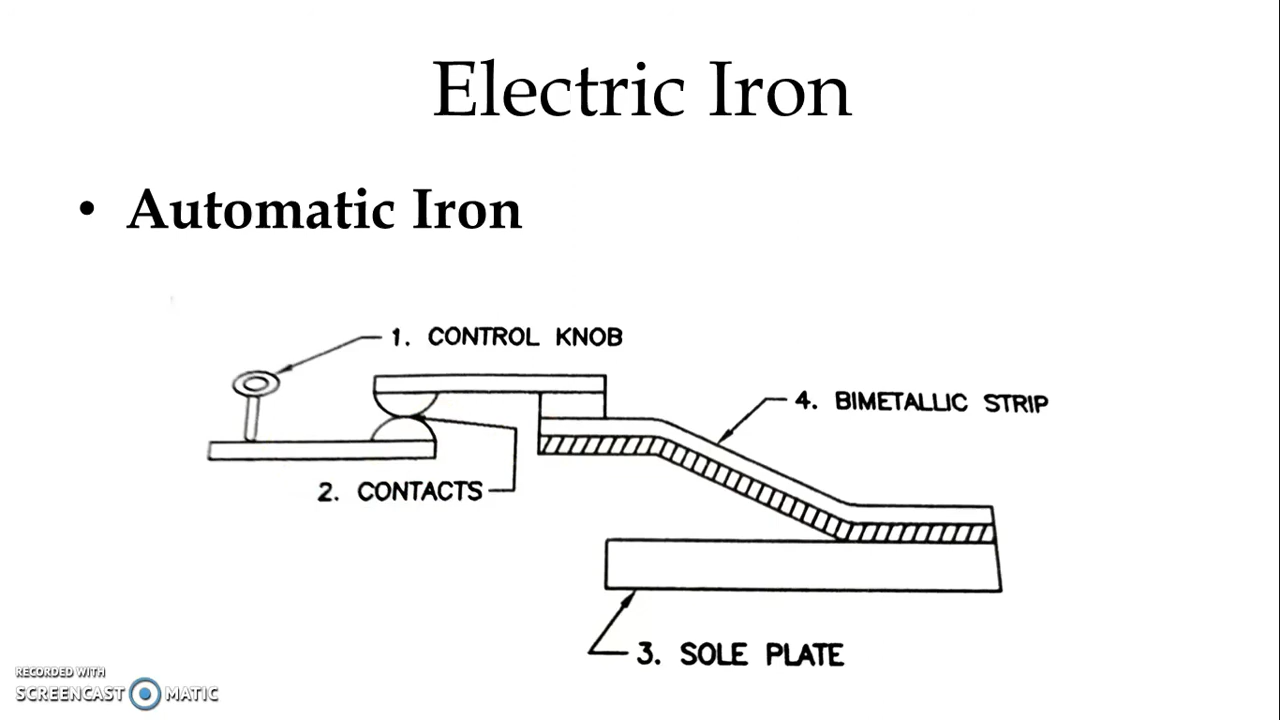 Electric Iron
• Automatic Iron
1. CONTROL KNOB
4. BIMETALLIC STRIP
2. CONTACTS
3. SOLE PLATE
RECORDED WITH
SCREENCAST MATIC